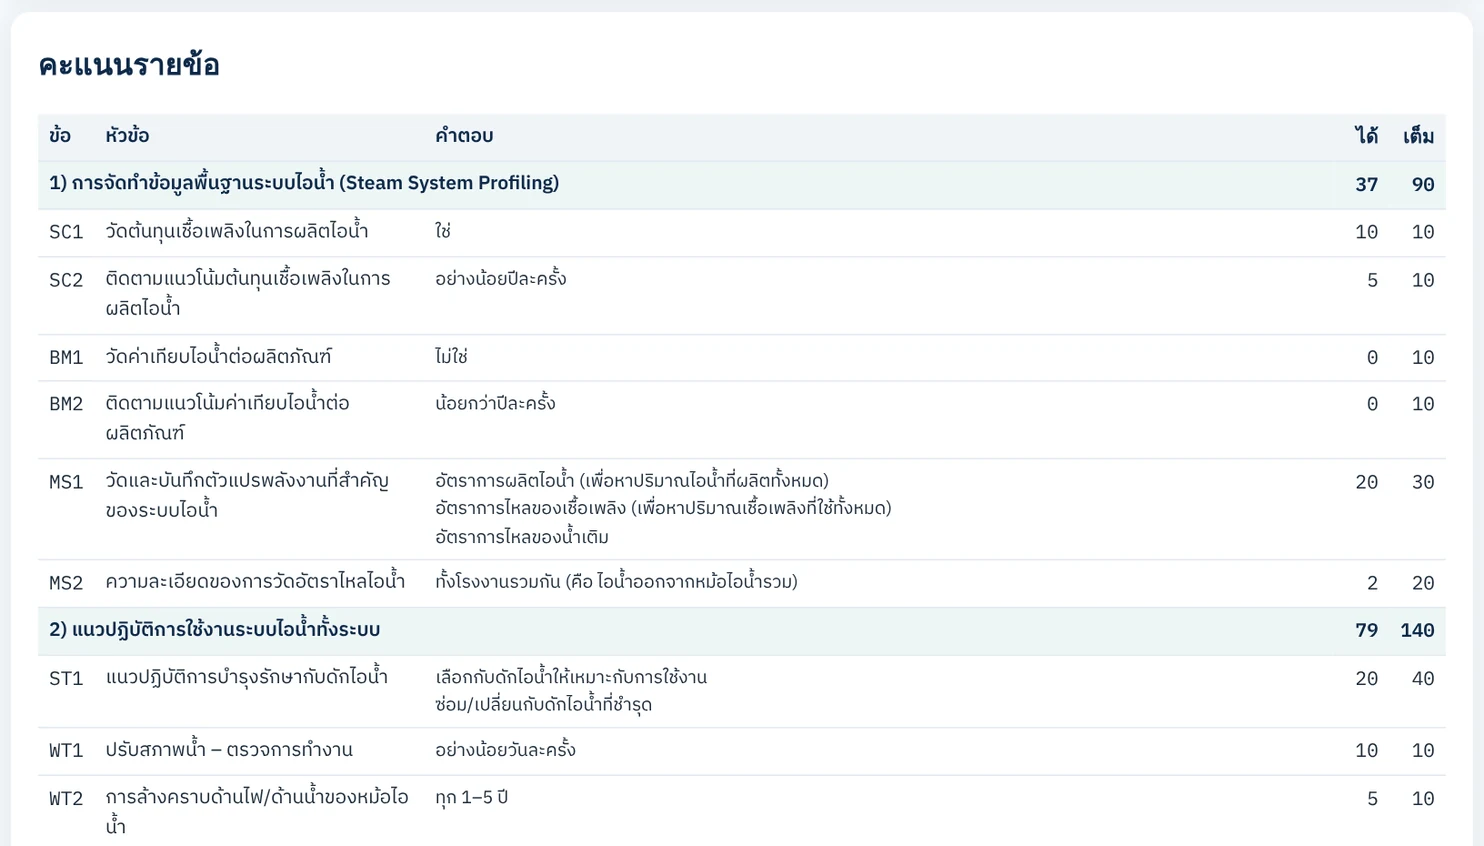 คะแนนรายข้อ
ข้อ หัวข้อ คำตอบ ได้ เต็ม
1) การจัดทำข้อมูลพื้นฐานระบบไอน้ำ (Steam System Profiling) 37 90
SC1 วัดต้นทุนเชื้อเพลิงในการผลิตไอน้ำ ใช่ 10 10
SC2 ติดตามแนวโน้มต้นทุนเชื้อเพลิงในการ อย่างน้อยปีละครั้ง 5 10
ผลิตไอน้ำ
BM1 วัดค่าเทียบไอน้ำต่อผลิตภัณฑ์ ไม่ใช่ 0 10
BM2 ติดตามแนวโน้มค่าเทียบไอน้ำต่อ น้อยกว่าปีละครั้ง 0 10
ผลิตภัณฑ์
MS1 วัดและบันทึกตัวแปรพลังงานที่สำคัญ อัตราการผลิตไอน้ำ (เพื่อหาปริมาณไอน้ำที่ผลิตทั้งหมด) 20 30
ของระบบไอน้ำ อัตราการไหลของเชื้อเพลิง (เพื่อหาปริมาณเชื้อเพลิงที่ใช้ทั้งหมด)
อัตราการไหลของน้ำเติม
MS2 ความละเอียดของการวัดอัตราไหลไอน้ำ ทั้งโรงงานรวมกัน (คือ ไอน้ำออกจากหม้อไอน้ำรวม) 2 20
2) แนวปฏิบัติการใช้งานระบบไอน้ำทั้งระบบ 79 140
ST1 แนวปฏิบัติการบำรุงรักษากับดักไอน้ำ เลือกกับดักไอน้ำให้เหมาะกับการใช้งาน 20 40
ซ่อม/เปลี่ยนกับดักไอน้ำที่ชำรุด
WT1 ปรับสภาพน้ำ – ตรวจการทำงาน อย่างน้อยวันละครั้ง 10 10
WT2 การล้างคราบด้านไฟ/ด้านน้ำของหม้อไอ ทุก 1–5 ปี 5 10
น้ำ